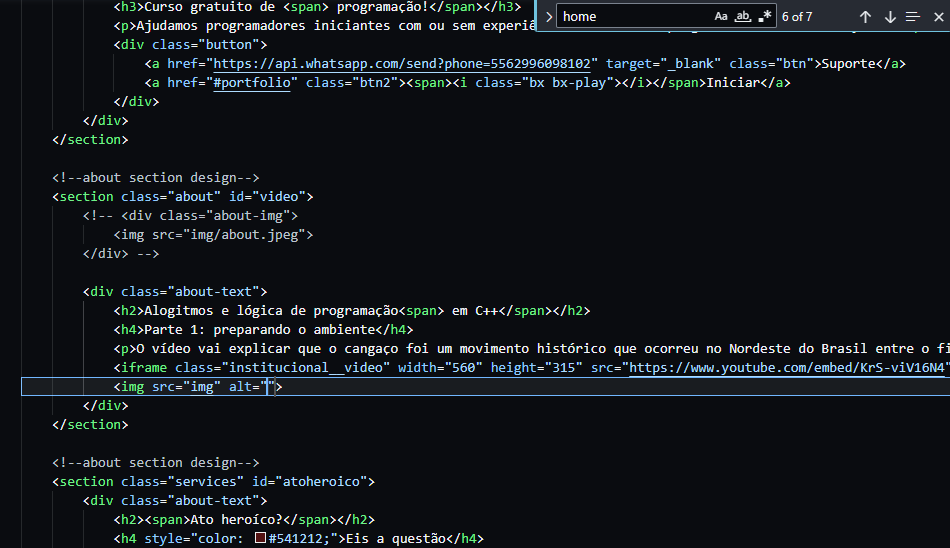 <h3>Curso gratuito de <span> programação!</span></h3>
home
Aa ab 6 of 7
<p>Ajudamos programadores iniciantes com ou sem
<div class="button">
<a href="https://api.whatsapp.com/send?phone=5562996098102" target="_blank" class="btn">Suporte</a>
<a href="#portfolio" class="btn2"><span><i class="bx bx-play"></i></span>Iniciar</a>
</div>
</div>
</section>
<!--about section design-->
<section class="about" id="video">
<!-- <div class="about-img">
<img src="img/about.jpeg">
</div> -->
<div class="about-text">
<h2>Alogitmos e lógica de programação<span> em C++</span></h2>
<h4>Parte 1: preparando o ambiente</h4>
<p>O vídeo vai explicar que o cangaço foi um movimento histórico que ocorreu no Nordeste do Brasil entre o fi
<iframe class="institucional__video" width="560" height="315" src="https://www.youtube.com/embed/KrS-viV16N4"
<img src="img" alt="">
</div>
</section>
<!--about section design-->
<section class="services" id="atoheroico">
<div class="about-text">
<h2><span>Ato heroíco?</span></h2>
<h4 style="color: #541212;">Eis a questão</h4>